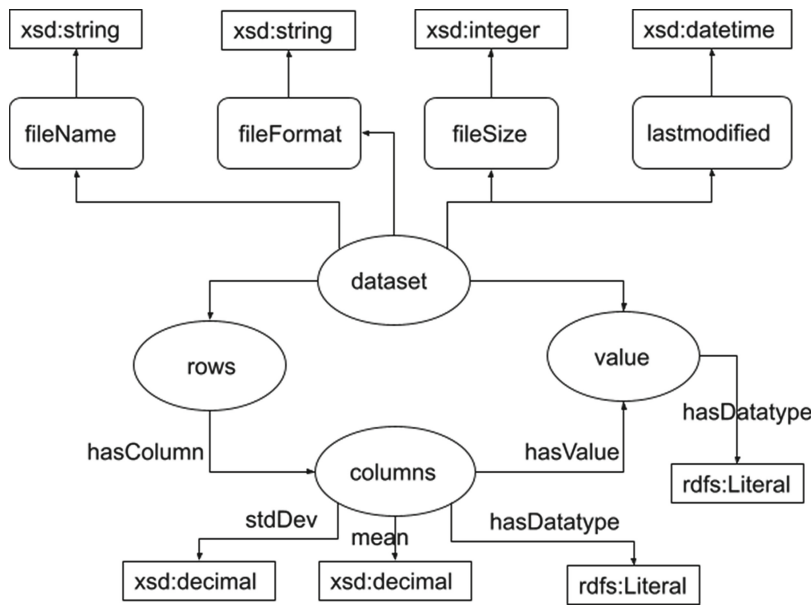 xsd:string
xsd:string
xsd:integer
xsd:datetime
fileName
fileFormat
fileSize
lastmodified
dataset
rows
value
hasDatatype
hasColumn
columns
hasValue
rdfs:Literal
stdDev
mean
hasDatatype
xsd:decimal
xsd:decimal
rdfs:Literal